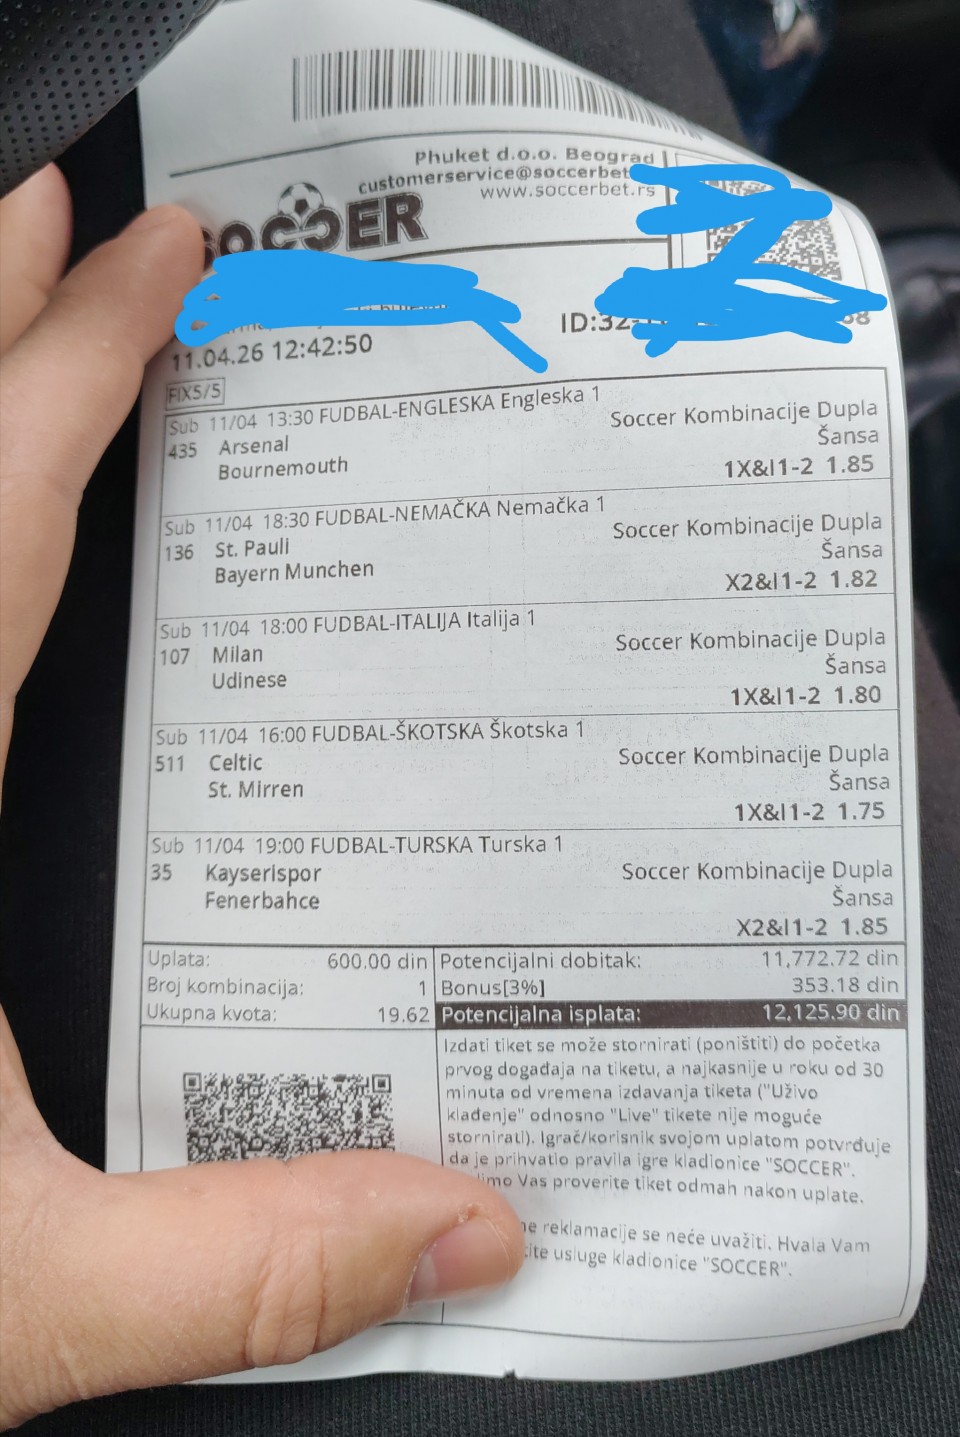 Phuket d.o.o. Beograd
customerservice@soccerbet
www.soccerbet.rs
SOCCER
ID:32-
11.04.26 12:42:50
FIX5/5
Sub 11/04 13:30 FUDBAL-ENGLESKA Engleska 1
435 Arsenal
Bournemouth
Soccer Kombinacije Dupla
Šansa
1X&I1-2 1.85
Sub 11/04 18:30 FUDBAL-NEMAČKA Nemačka 1
136 St. Pauli
Bayern Munchen
Soccer Kombinacije Dupla
Šansa
X2&I1-2 1.82
Sub 11/04 18:00 FUDBAL-ITALIJA Italija 1
107 Milan
Udinese
Soccer Kombinacije Dupla
Šansa
1X&I1-2 1.80
Sub 11/04 16:00 FUDBAL-ŠKOTSKA Škotska 1
511 Celtic
St. Mirren
Soccer Kombinacije Dupla
Šansa
1X&I1-2 1.75
Sub 11/04 19:00 FUDBAL-TURSKA Turska 1
35 Kayserispor
Fenerbahce
Soccer Kombinacije Dupla
Šansa
X2&I1-2 1.85
Uplata: 600.00 din
Broj kombinacija: 1
Ukupna kvota: 19.62
Potencijalni dobitak: 11,772.72 din
Bonus[3%] 353.18 din
Potencijalna isplata: 12,125.90 din
Izdati tiket se može stornirati (poništiti) do početka
prvog događaja na tiketu, a najkasnije u roku od 30
minuta od vremena izdavanja tiketa ("Uživo
klađenje" odnosno "Live" tikete nije moguće
stornirati). Igrač/korisnik svojom uplatom potvrđuje
da je prihvatio pravila igre kladionice "SOCCER".
Vas proverite tiket odmah nakon uplate.
reklamacije se neće uvažiti. Hvala Vam
usluge kladionice "SOCCER".